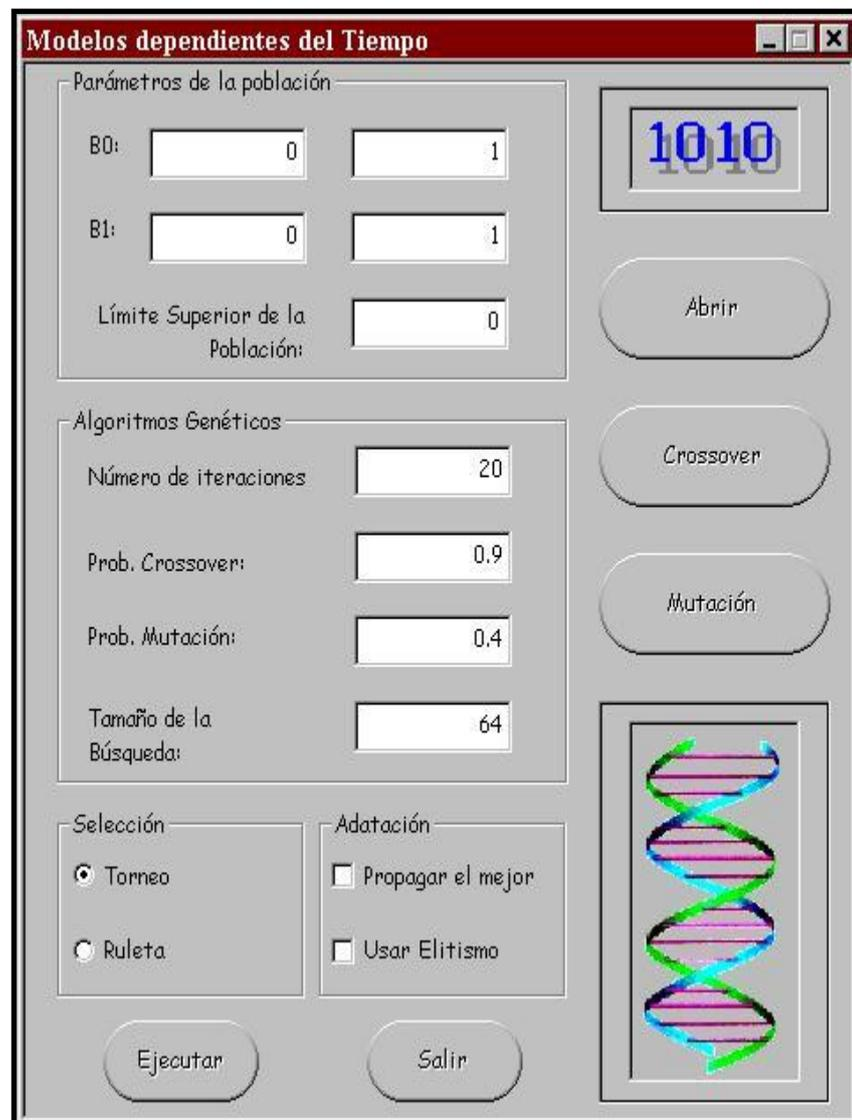 Modelos dependientes del Tiempo
Parámetros de la población
B0: 0 1
B1: 0 1
Límite Superior de la
Población: 0
1010
Abrir
Algoritmos Genéticos
Número de iteraciones 20
Prob. Crossover: 0.9
Prob. Mutación: 0.4
Tamaño de la
Búsqueda: 64
Crossover
Mutación
Selección
Torneo
Ruleta
Adatación
Propagar el mejor
Usar Elitismo
Ejecutar
Salir